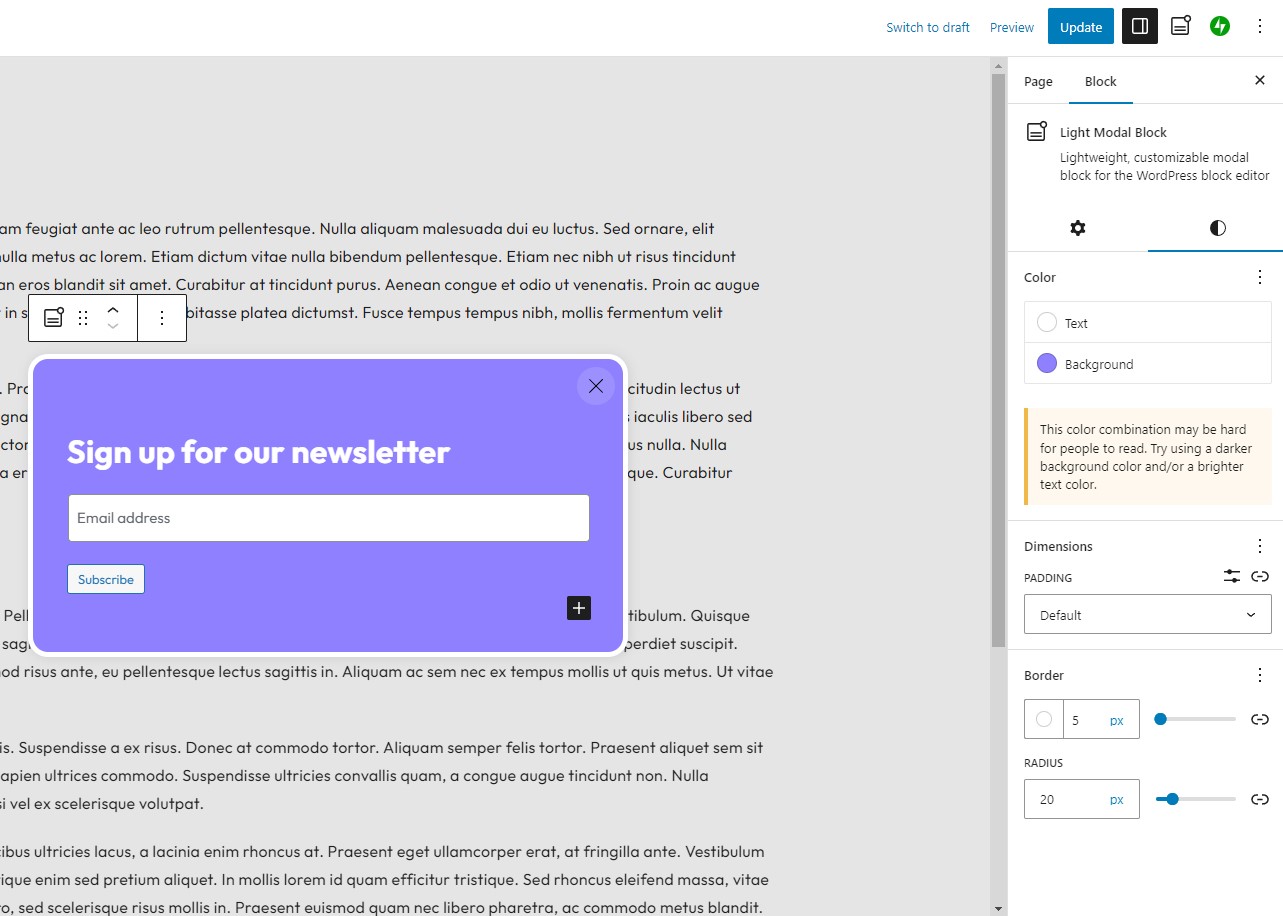 Switch to draft Preview Update
Page Block
Light Modal Block
Lightweight, customizable modal
block for the WordPress block editor
Color
Text
Background
This color combination may be hard
for people to read. Try using a darker
background color and/or a brighter
text color.
Dimensions
PADDING
Default
Border
5 px
RADIUS
20 px
am feugiat ante ac leo rutrum pellentesque. Nulla aliquam malesuada dui eu luctus. Sed ornare, elit
nulla metus ac lorem. Etiam dictum vitae nulla bibendum pellentesque. Etiam nec nibh ut risus tincidunt
an eros blandit sit amet. Curabitur at tincidunt purus. Aenean congue et odio ut venenatis. Proin ac augue
in s bitasse platea dictumst. Fusce tempus tempus nibh, mollis fermentum velit
. Pro citudin lectus ut
gna s iaculis libero sed
ctor us nulla. Nulla
a er que. Curabitur
Sign up for our newsletter
Email address
Subscribe
Pell tibulum. Quisque
sagi perdiet suscipit.
od risus ante, eu pellentesque lectus sagittis in. Aliquam ac sem nec ex tempus mollis ut quis metus. Ut vitae
is. Suspendisse a ex risus. Donec at commodo tortor. Aliquam semper felis tortor. Praesent aliquet sem sit
apien ultrices commodo. Suspendisse ultricies convallis quam, a congue augue tincidunt non. Nulla
si vel ex scelerisque volutpat.
cibus ultricies lacus, a lacinia enim rhoncus at. Praesent eget ullamcorper erat, at fringilla ante. Vestibulum
ique enim sed pretium aliquet. In mollis lorem id quam efficitur tristique. Sed rhoncus eleifend massa, vitae
o, sed scelerisque risus mollis in. Praesent euismod quam nec libero pharetra, ac commodo metus blandit.